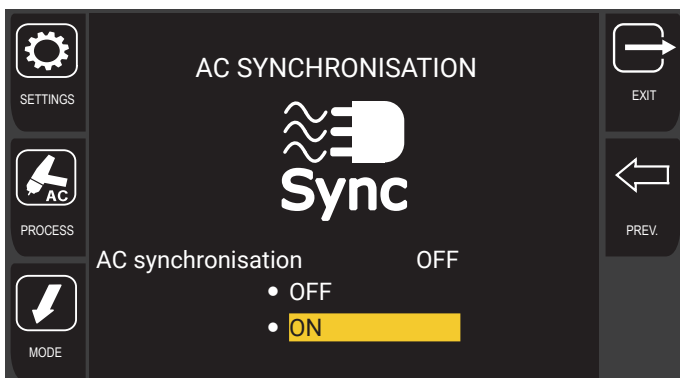 SETTINGS
AC SYNCHRONISATION
EXIT
Sync
AC
PROCESS
PREV.
AC synchronisation OFF
• OFF
• ON
MODE